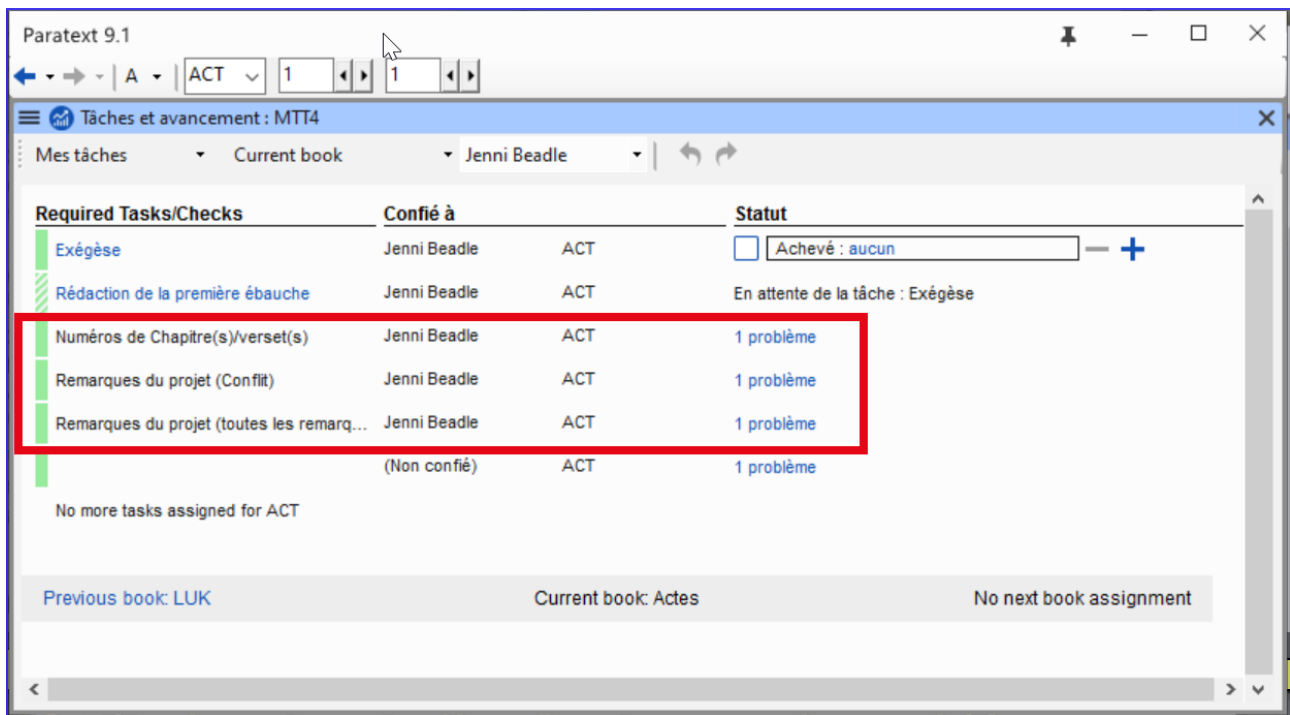 Paratext 9.1
A ACT 1 1
Tâches et avancement : MTT4
Mes tâches Current book Jenni Beadle
Required Tasks/Checks Confié à Statut
Exégèse Jenni Beadle ACT Achevé : aucun
Rédaction de la première ébauche Jenni Beadle ACT En attente de la tâche : Exégèse
Numéros de Chapitre(s)/verset(s) Jenni Beadle ACT 1 problème
Remarques du projet (Conflit) Jenni Beadle ACT 1 problème
Remarques du projet (toutes les remarq... Jenni Beadle ACT 1 problème
(Non confié) ACT 1 problème
No more tasks assigned for ACT
Previous book: LUK Current book: Actes No next book assignment